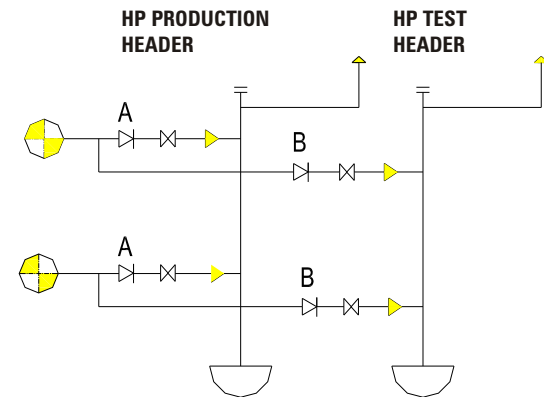 HP PRODUCTION
HEADER
HP TEST
HEADER
A
B
A
B